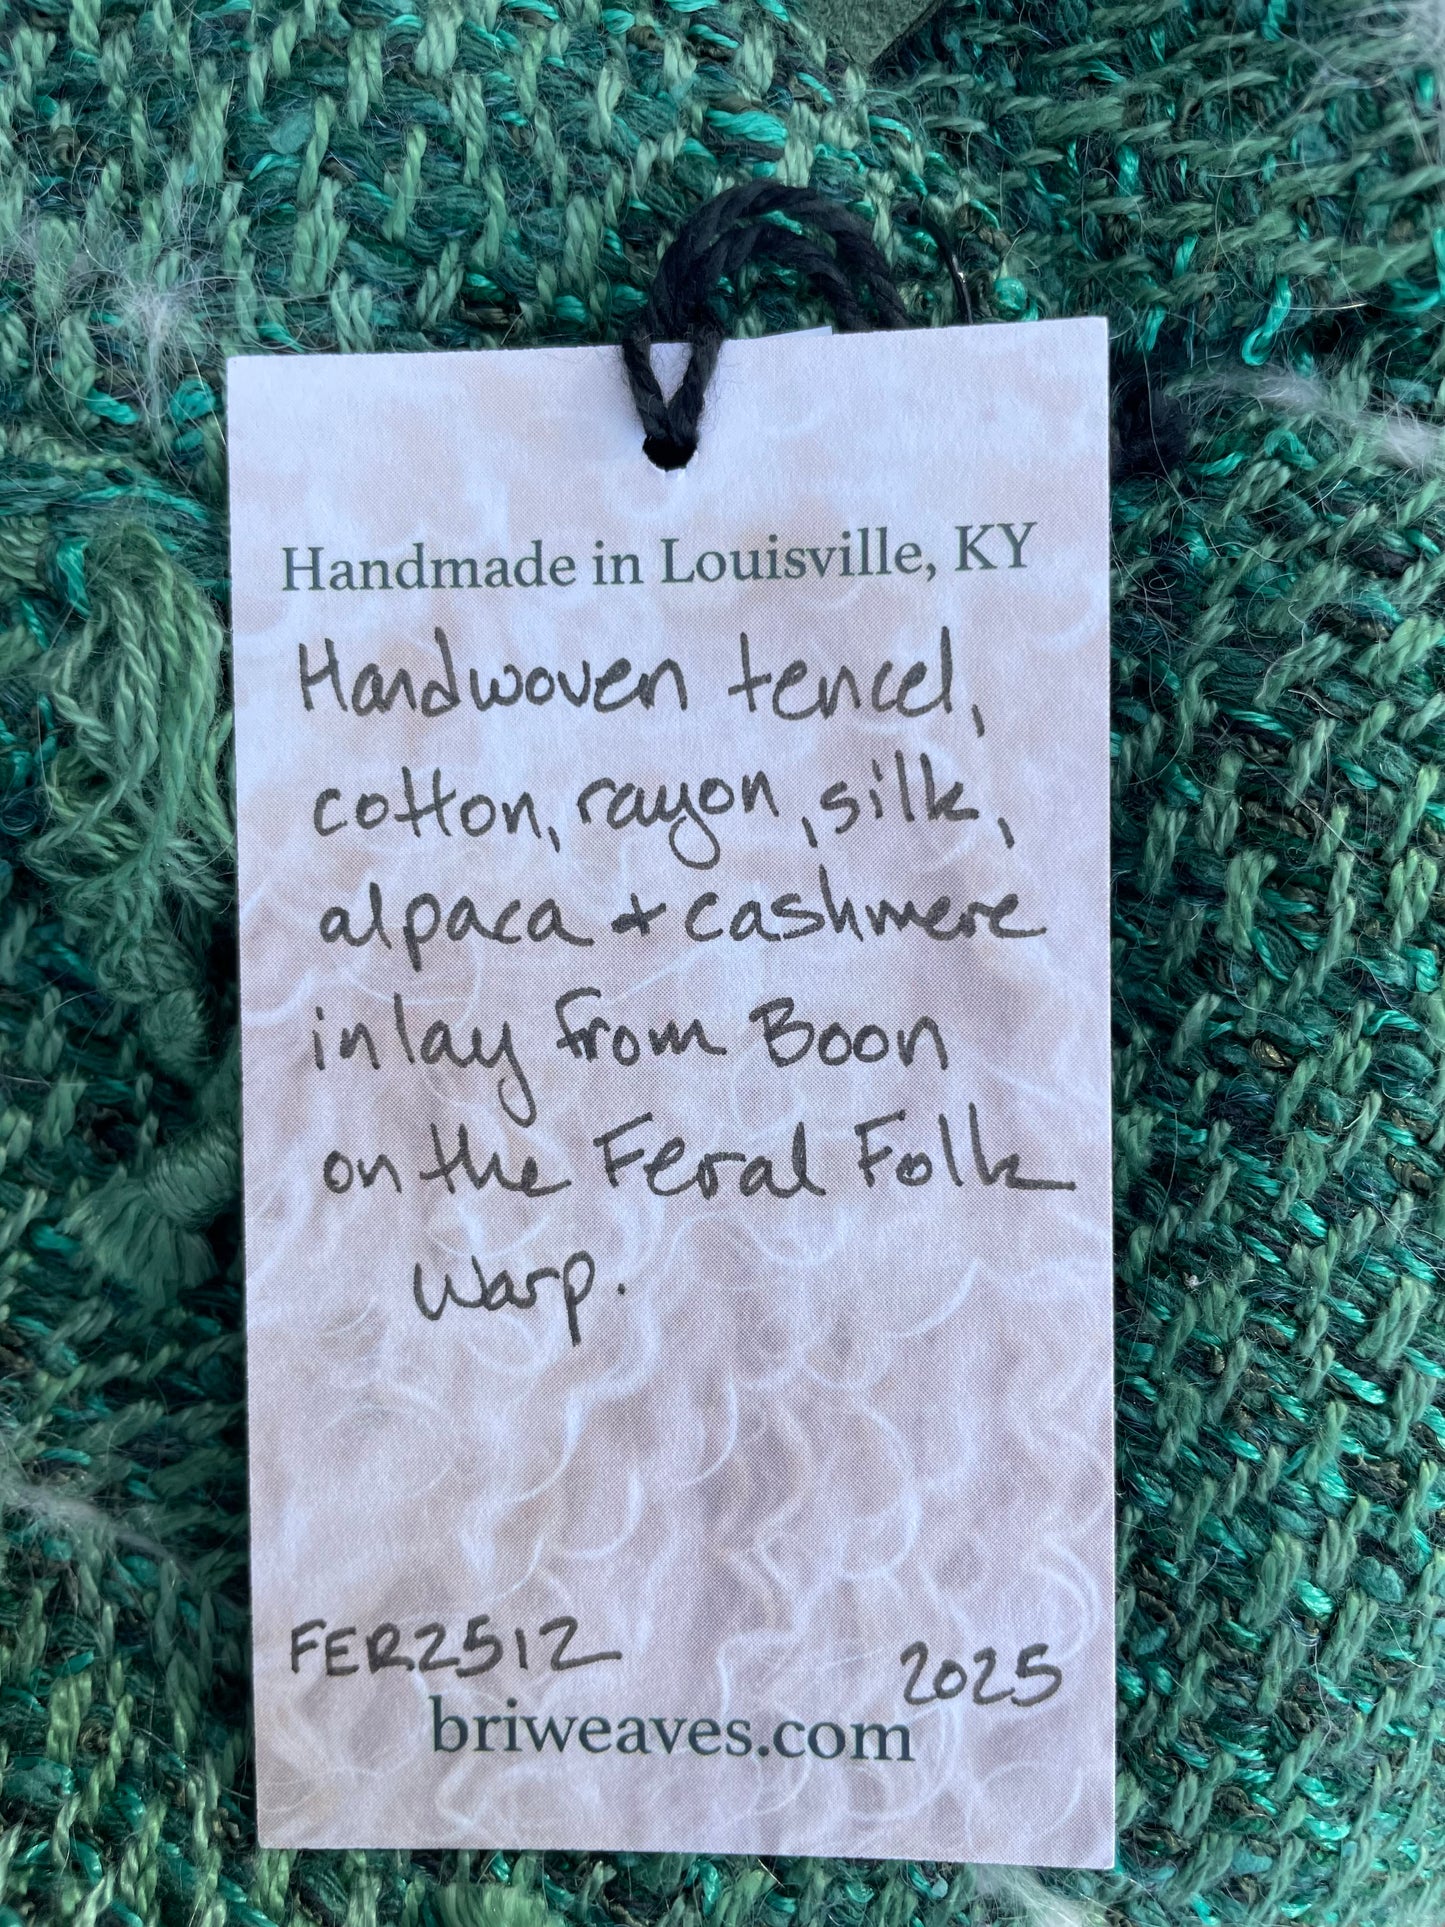 Handmade in Louisville, KY
Handwoven tencel,
cotton, rayon, silk,
alpaca + cashmere
inlay from Boon
on the Feral Folk
warp.
FER2512 2025
briweaves.com